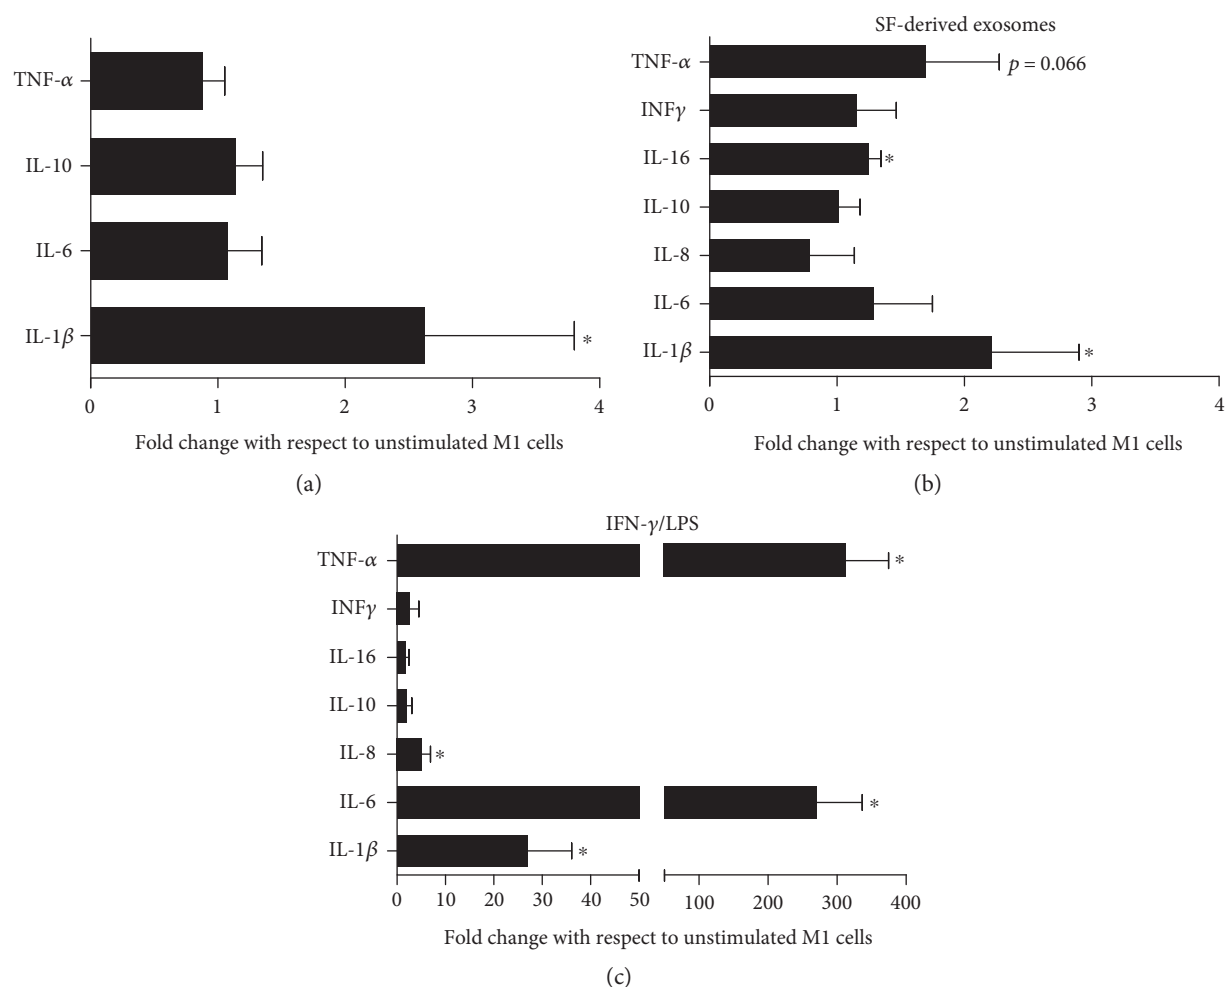 TNF-α
IL-10
IL-6
IL-1β
*
0 1 2 3 4
Fold change with respect to unstimulated M1 cells
(a)
SF-derived exosomes
TNF-α
p = 0.066
INFγ
IL-16
*
IL-10
IL-8
IL-6
IL-1β
*
0 1 2 3 4
Fold change with respect to unstimulated M1 cells
(b)
IFN-γ/LPS
TNF-α
*
INFγ
IL-16
IL-10
IL-8
*
IL-6
*
IL-1β
*
0 10 20 30 40 50 100 200 300 400
Fold change with respect to unstimulated M1 cells
(c)